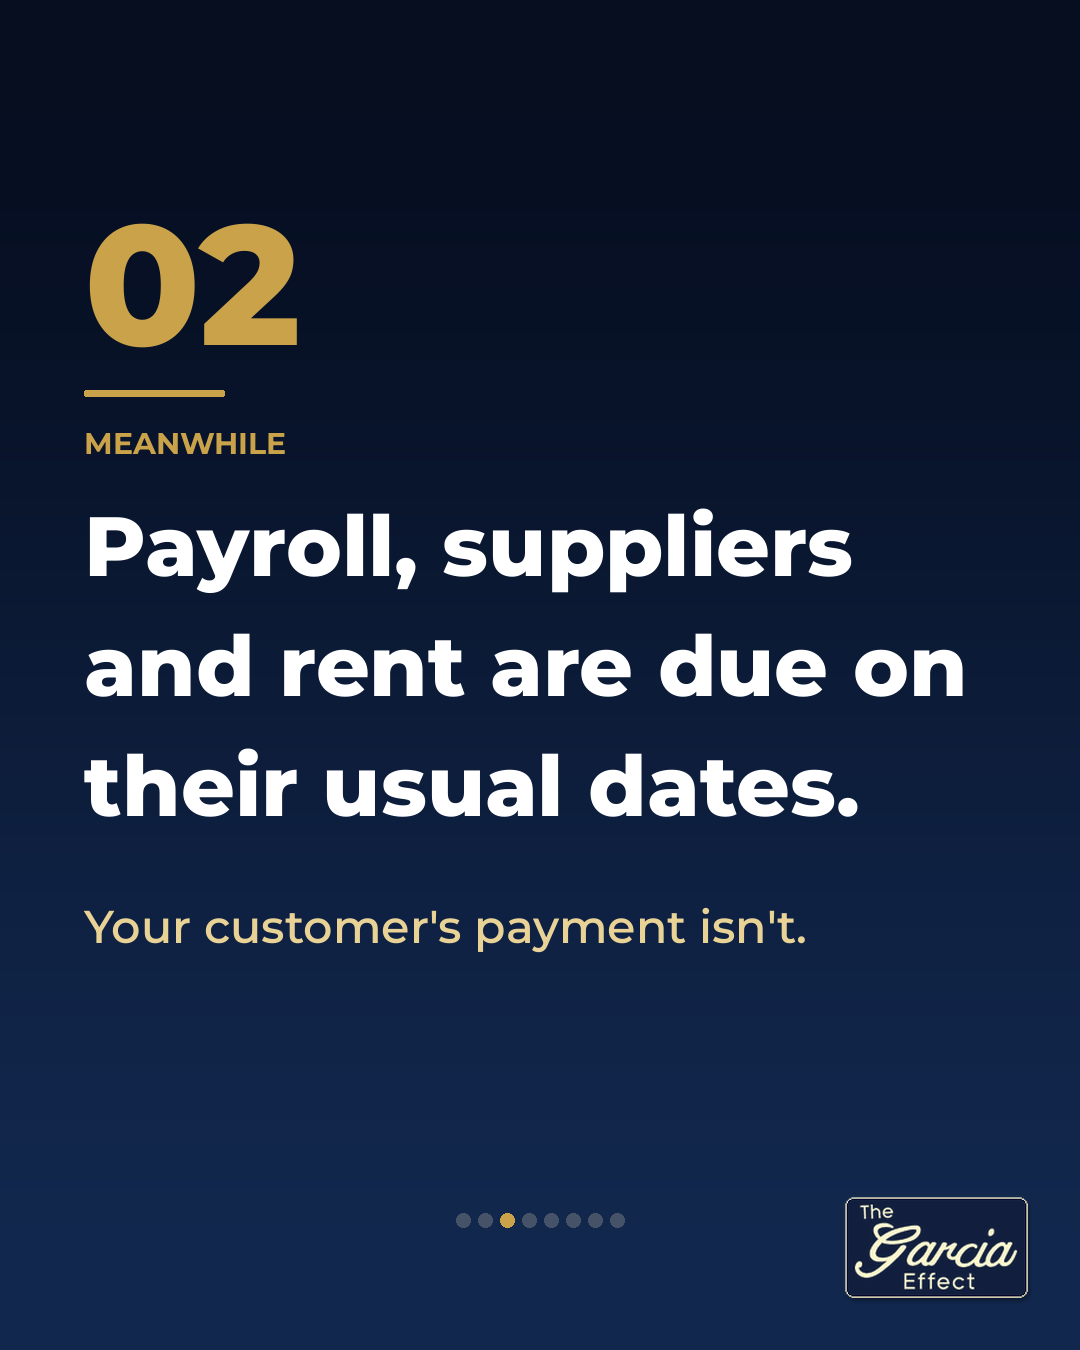 02
MEANWHILE
Payroll, suppliers
and rent are due on
their usual dates.
Your customer's payment isn't.
The
Garcia
Effect